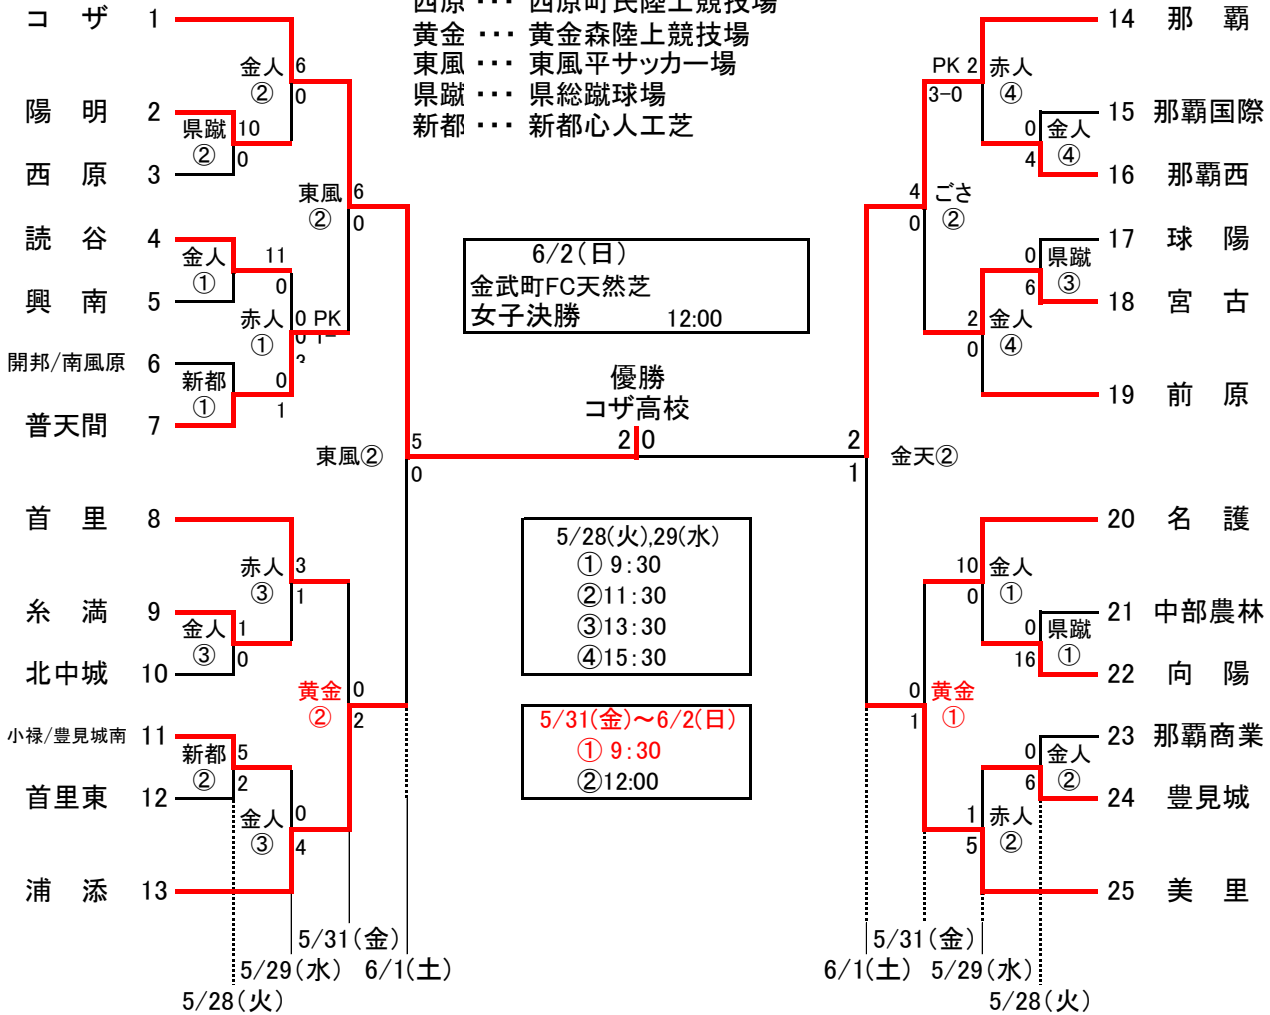 西原 ･･･ 西原町民陸上競技場
黄金 ･･･ 黄金森陸上競技場
東風 ･･･ 東風平サッカー場
県蹴 ･･･ 県総蹴球場
新都 ･･･ 新都心人工芝
コ ザ 1
陽 明 2
西 原 3
読 谷 4
興 南 5
開邦/南風原 6
普天間 7
首 里 8
糸 満 9
北中城 10
小禄/豊見城南 11
首里東 12
浦 添 13
金人 6
② 0
県蹴 10
② 0
東風 6
② 0
金人 11
① 0
赤人 0 PK
① 0
新都 0
① 1
東風② 5
0
赤人 3
③ 1
金人 1
③ 0
黄金 0
② 2
新都 5
② 2
金人 0
③ 4
6/2(日)
金武町FC天然芝
女子決勝 12:00
優勝
コザ高校
2 0
5/28(火),29(水)
① 9:30
②11:30
③13:30
④15:30
5/31(金)～6/2(日)
① 9:30
②12:00
14 那 覇
15 那覇国際
16 那覇西
17 球 陽
18 宮 古
19 前 原
20 名 護
21 中部農林
22 向 陽
23 那覇商業
24 豊見城
25 美 里
PK 2 赤人
3-0 ④
0 金人
4 ④
4 ごさ
0 ②
0 県蹴
6 ③
2 金人
0 ④
2 金天②
1
10 金人
0 ①
0 県蹴
16 ①
0 黄金
1 ①
0 金人
6 ②
1 赤人
5 ②
5/31(金)
5/29(水) 6/1(土)
5/28(火)
5/31(金)
6/1(土) 5/29(水)
5/28(火)